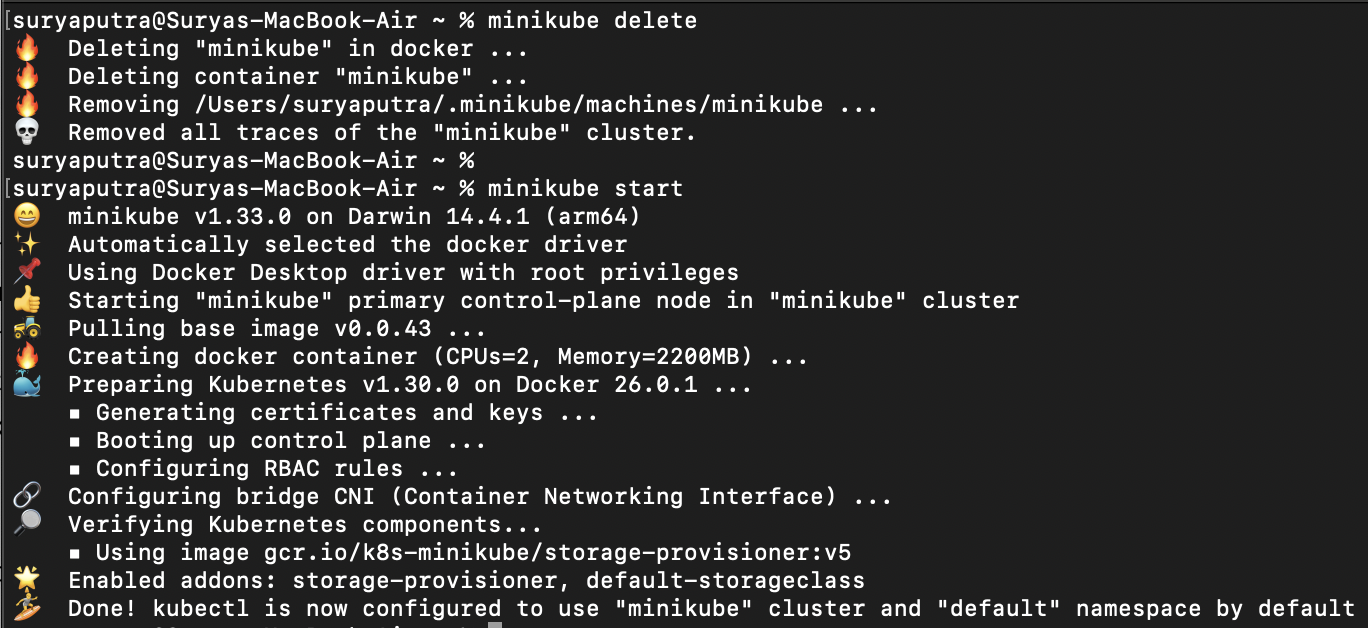 [suryaputra@Suryas-MacBook-Air ~ % minikube delete
🔥  Deleting "minikube" in docker ...
🔥  Deleting container "minikube" ...
🔥  Removing /Users/suryaputra/.minikube/machines/minikube ...
💀  Removed all traces of the "minikube" cluster.
suryaputra@Suryas-MacBook-Air ~ %
[suryaputra@Suryas-MacBook-Air ~ % minikube start
😄  minikube v1.33.0 on Darwin 14.4.1 (arm64)
✨  Automatically selected the docker driver
📌  Using Docker Desktop driver with root privileges
👍  Starting "minikube" primary control-plane node in "minikube" cluster
🚜  Pulling base image v0.0.43 ...
🔥  Creating docker container (CPUs=2, Memory=2200MB) ...
🐳  Preparing Kubernetes v1.30.0 on Docker 26.0.1 ...
▪ Generating certificates and keys ...
▪ Booting up control plane ...
▪ Configuring RBAC rules ...
🔗  Configuring bridge CNI (Container Networking Interface) ...
🔎  Verifying Kubernetes components...
▪ Using image gcr.io/k8s-minikube/storage-provisioner:v5
🌟  Enabled addons: storage-provisioner, default-storageclass
🏄  Done! kubectl is now configured to use "minikube" cluster and "default" namespace by default